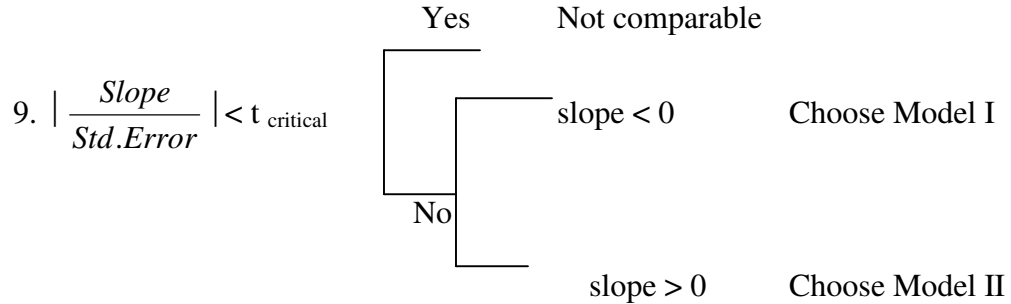 Yes Not comparable
9. | Slope / Std.Error | < t critical
slope < 0 Choose Model I
No
slope > 0 Choose Model II